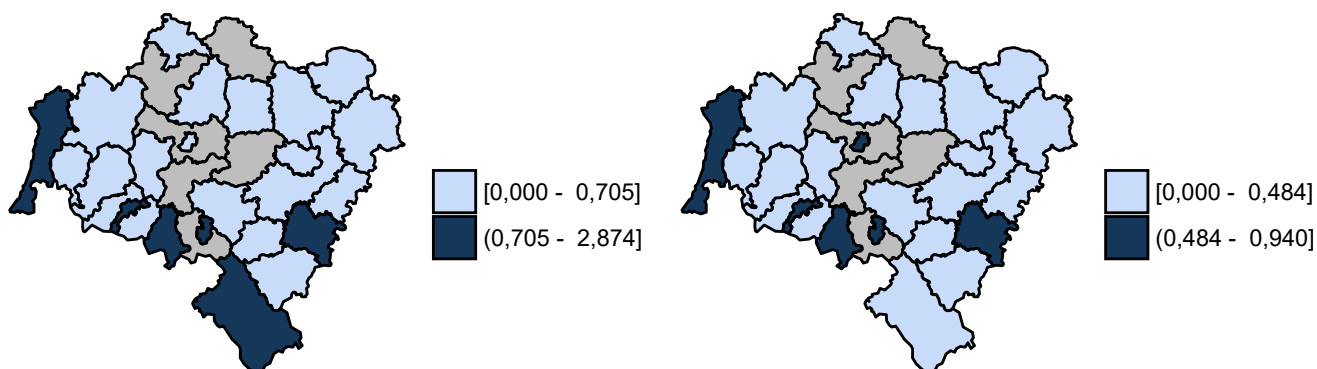 [0,000 - 0,705]
(0,705 - 2,874]
[0,000 - 0,484]
(0,484 - 0,940]